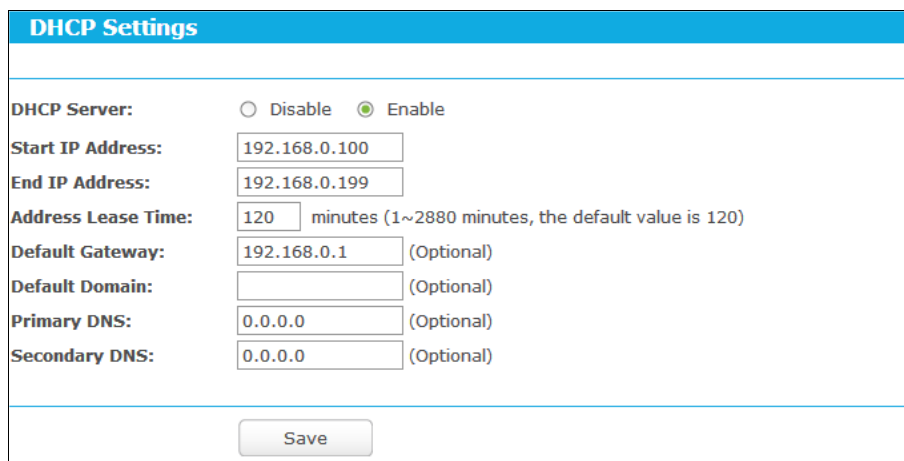 DHCP Settings
DHCP Server: Disable Enable
Start IP Address: 192.168.0.100
End IP Address: 192.168.0.199
Address Lease Time: 120 minutes (1~2880 minutes, the default value is 120)
Default Gateway: 192.168.0.1 (Optional)
Default Domain: (Optional)
Primary DNS: 0.0.0.0 (Optional)
Secondary DNS: 0.0.0.0 (Optional)
Save